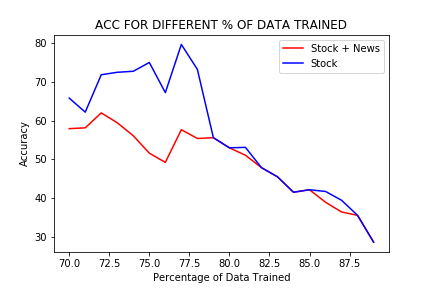 ACC FOR DIFFERENT % OF DATA TRAINED
Stock + News
Stock
Accuracy
80
70
60
50
40
30
70.0 72.5 75.0 77.5 80.0 82.5 85.0 87.5
Percentage of Data Trained